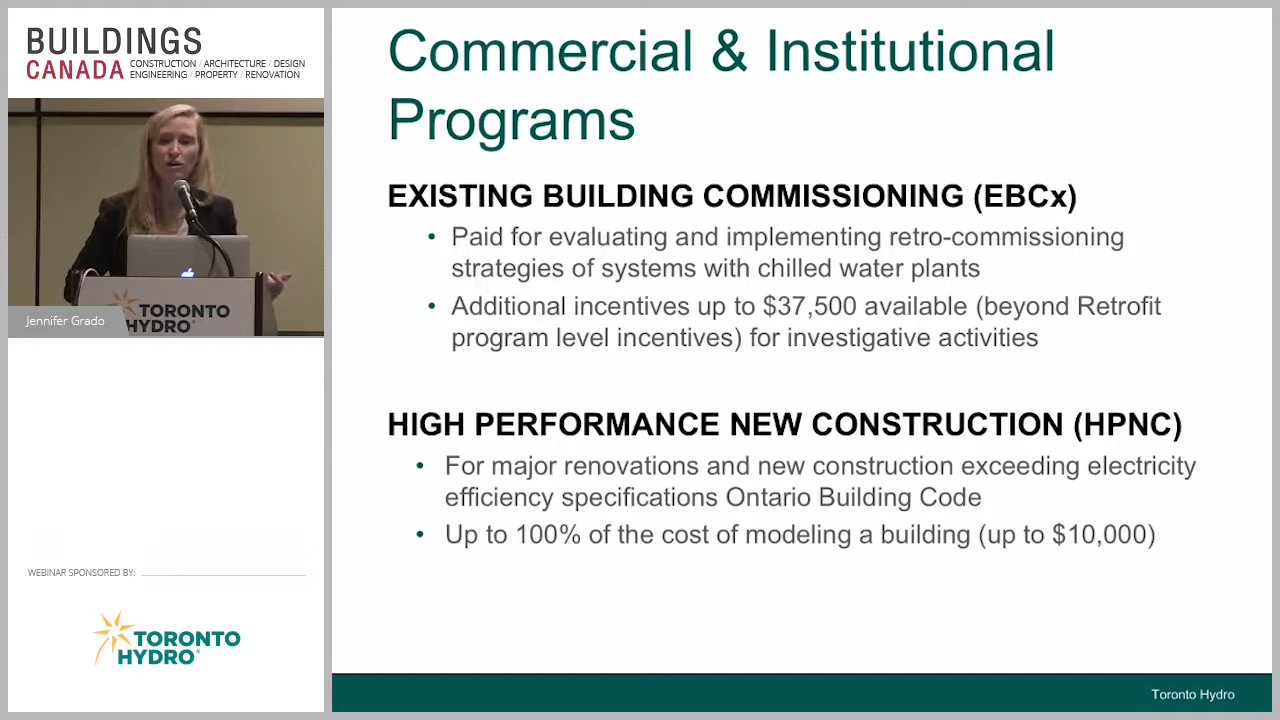 BUILDINGS
CANADA CONSTRUCTION / ARCHITECTURE / DESIGN
ENGINEERING / PROPERTY / RENOVATION
TORONTO
HYDRO
Jennifer Grado
WEBINAR SPONSORED BY:
TORONTO
HYDRO
Commercial & Institutional
Programs
EXISTING BUILDING COMMISSIONING (EBCx)
• Paid for evaluating and implementing retro-commissioning
strategies of systems with chilled water plants
• Additional incentives up to $37,500 available (beyond Retrofit
program level incentives) for investigative activities
HIGH PERFORMANCE NEW CONSTRUCTION (HPNC)
• For major renovations and new construction exceeding electricity
efficiency specifications Ontario Building Code
• Up to 100% of the cost of modeling a building (up to $10,000)
Toronto Hydro